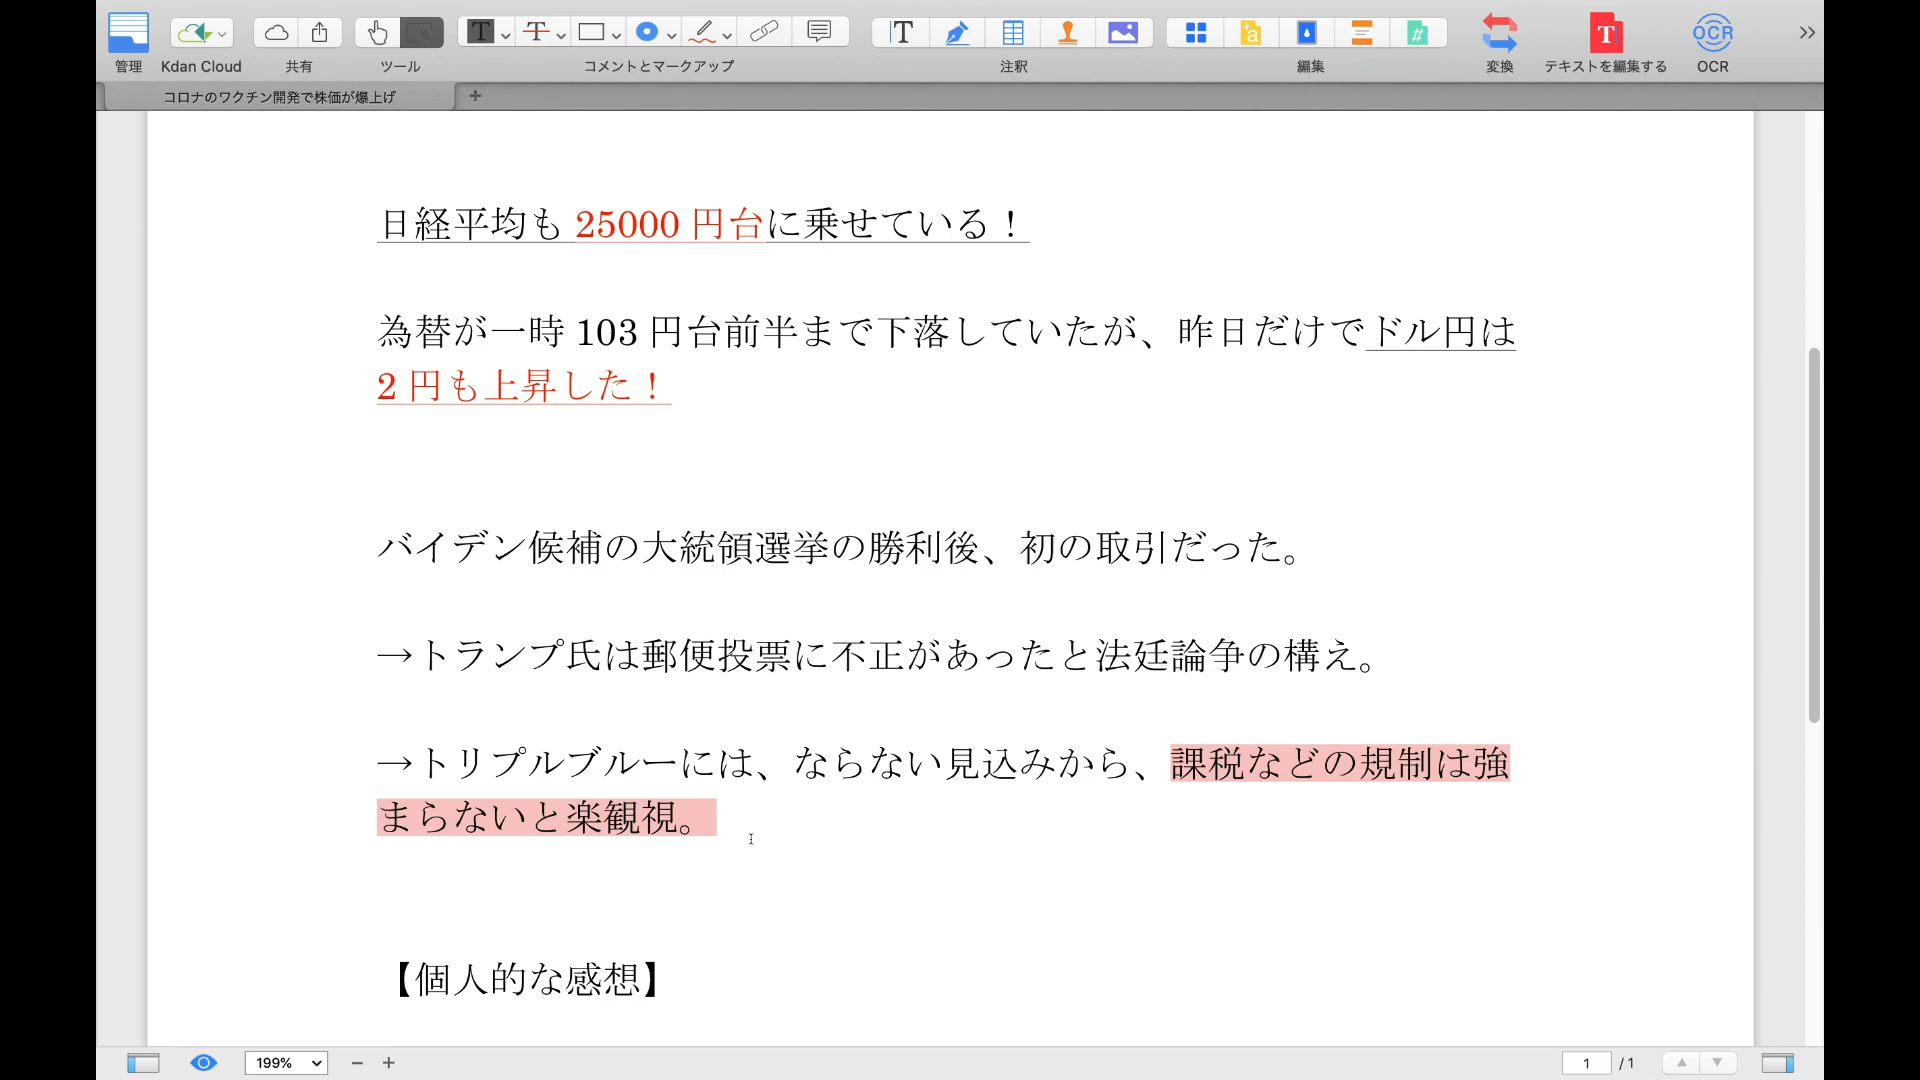 管理
Kdan Cloud
共有
ツール
コメントとマークアップ
注釈
編集
変換
テキストを編集する
OCR
コロナのワクチン開発で株価が爆上げ
日経平均も 25000 円台に乗せている！
為替が一時 103 円台前半まで下落していたが、昨日だけでドル円は
2 円も上昇した！
バイデン候補の大統領選挙の勝利後、初の取引だった。
→トランプ氏は郵便投票に不正があったと法廷論争の構え。
→トリプルブルーには、ならない見込みから、課税などの規制は強
まらないと楽観視。
【個人的な感想】
199%
1 / 1